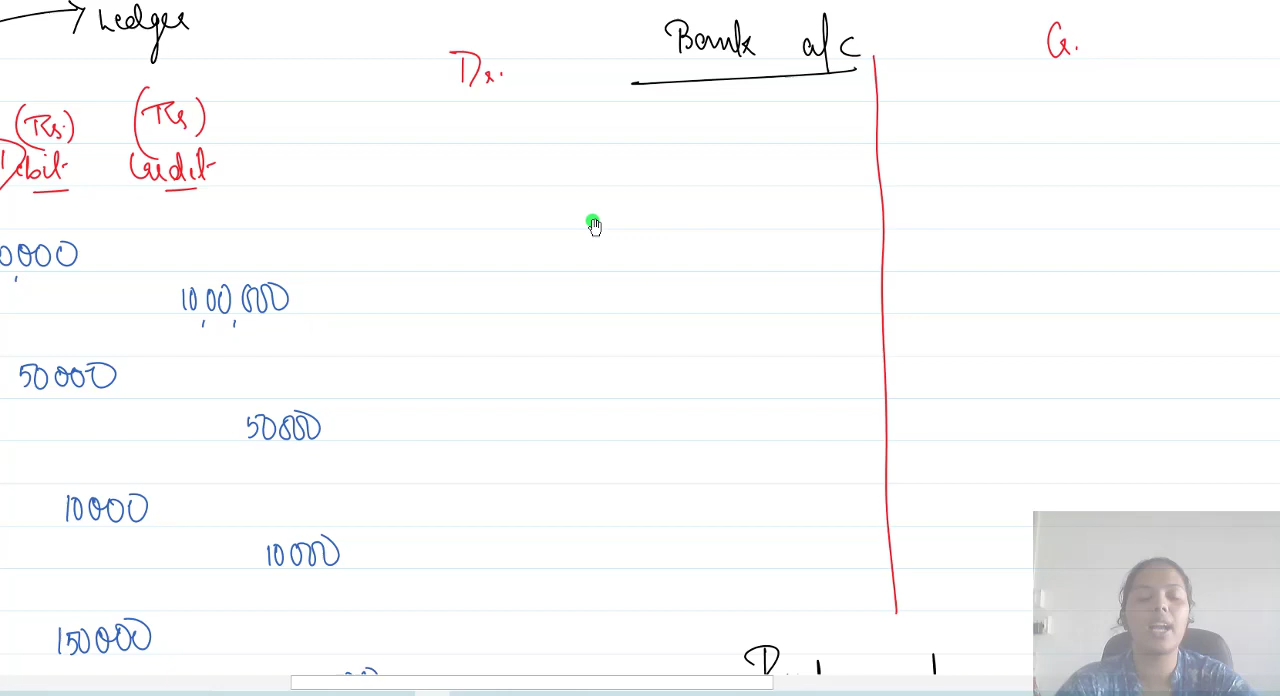 → Ledger
Bank a/c
Dr.
Cr.
(Rs.) (Rs)
Debit Credit
0000
10,00,000
50000
50000
10000
10000
150000